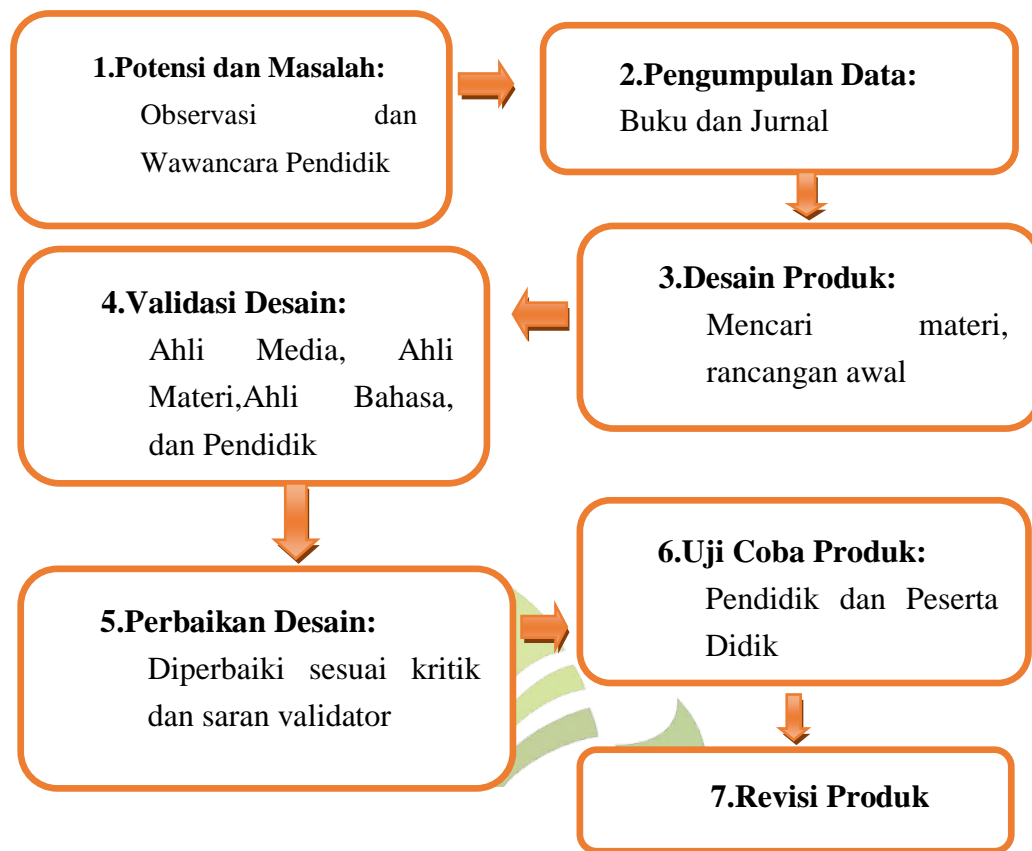 1.Potensi dan Masalah:
Observasi dan
Wawancara Pendidik
2.Pengumpulan Data:
Buku dan Jurnal
3.Desain Produk:
Mencari materi,
rancangan awal
4.Validasi Desain:
Ahli Media, Ahli
Materi,Ahli Bahasa,
dan Pendidik
5.Perbaikan Desain:
Diperbaiki sesuai kritik
dan saran validator
6.Uji Coba Produk:
Pendidik dan Peserta
Didik
7.Revisi Produk